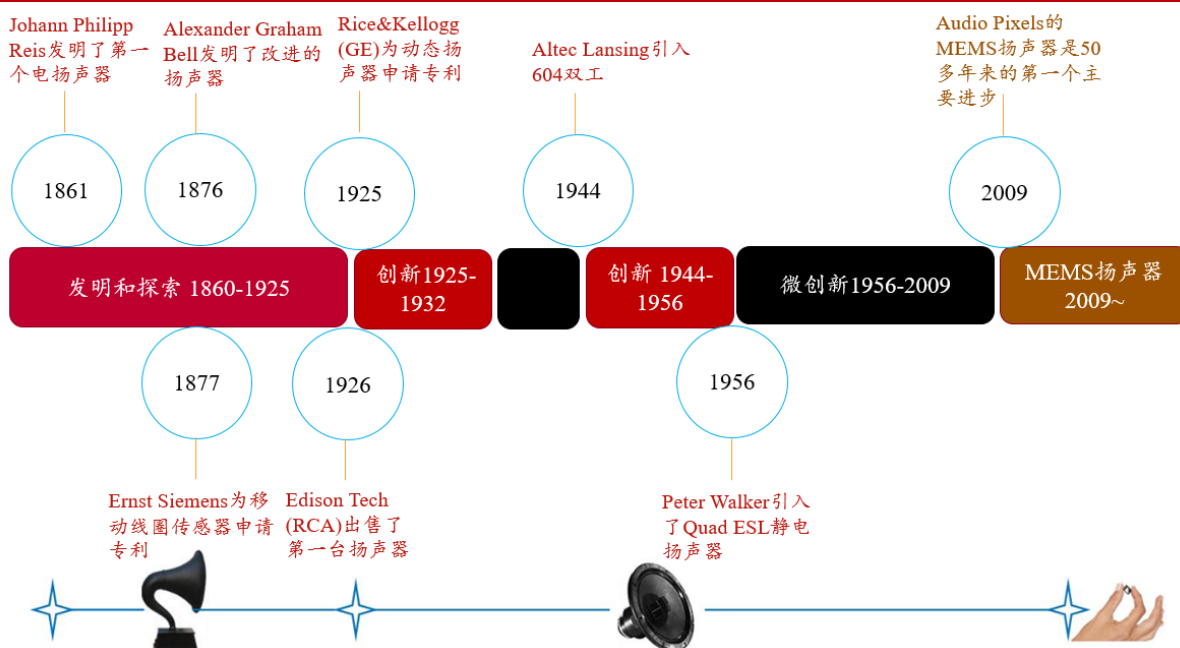 Johann Philipp
Reis发明了第一
个电扬声器
Alexander Graham
Bell发明了改进的
扬声器
Rice&Kellogg
(GE)为动态扬
声器申请专利
Altec Lansing引入
604双工
Audio Pixels的
MEMS扬声器是50
多年来的第一个主
要进步
1861
1876
1925
1944
2009
发明和探索 1860-1925
创新1925-
1932
创新 1944-
1956
微创新1956-2009
MEMS扬声器
2009~
1877
1926
1956
Ernst Siemens为移
动线圈传感器申请
专利
Edison Tech
(RCA)出售了
第一台扬声器
Peter Walker引入
了Quad ESL静电
扬声器